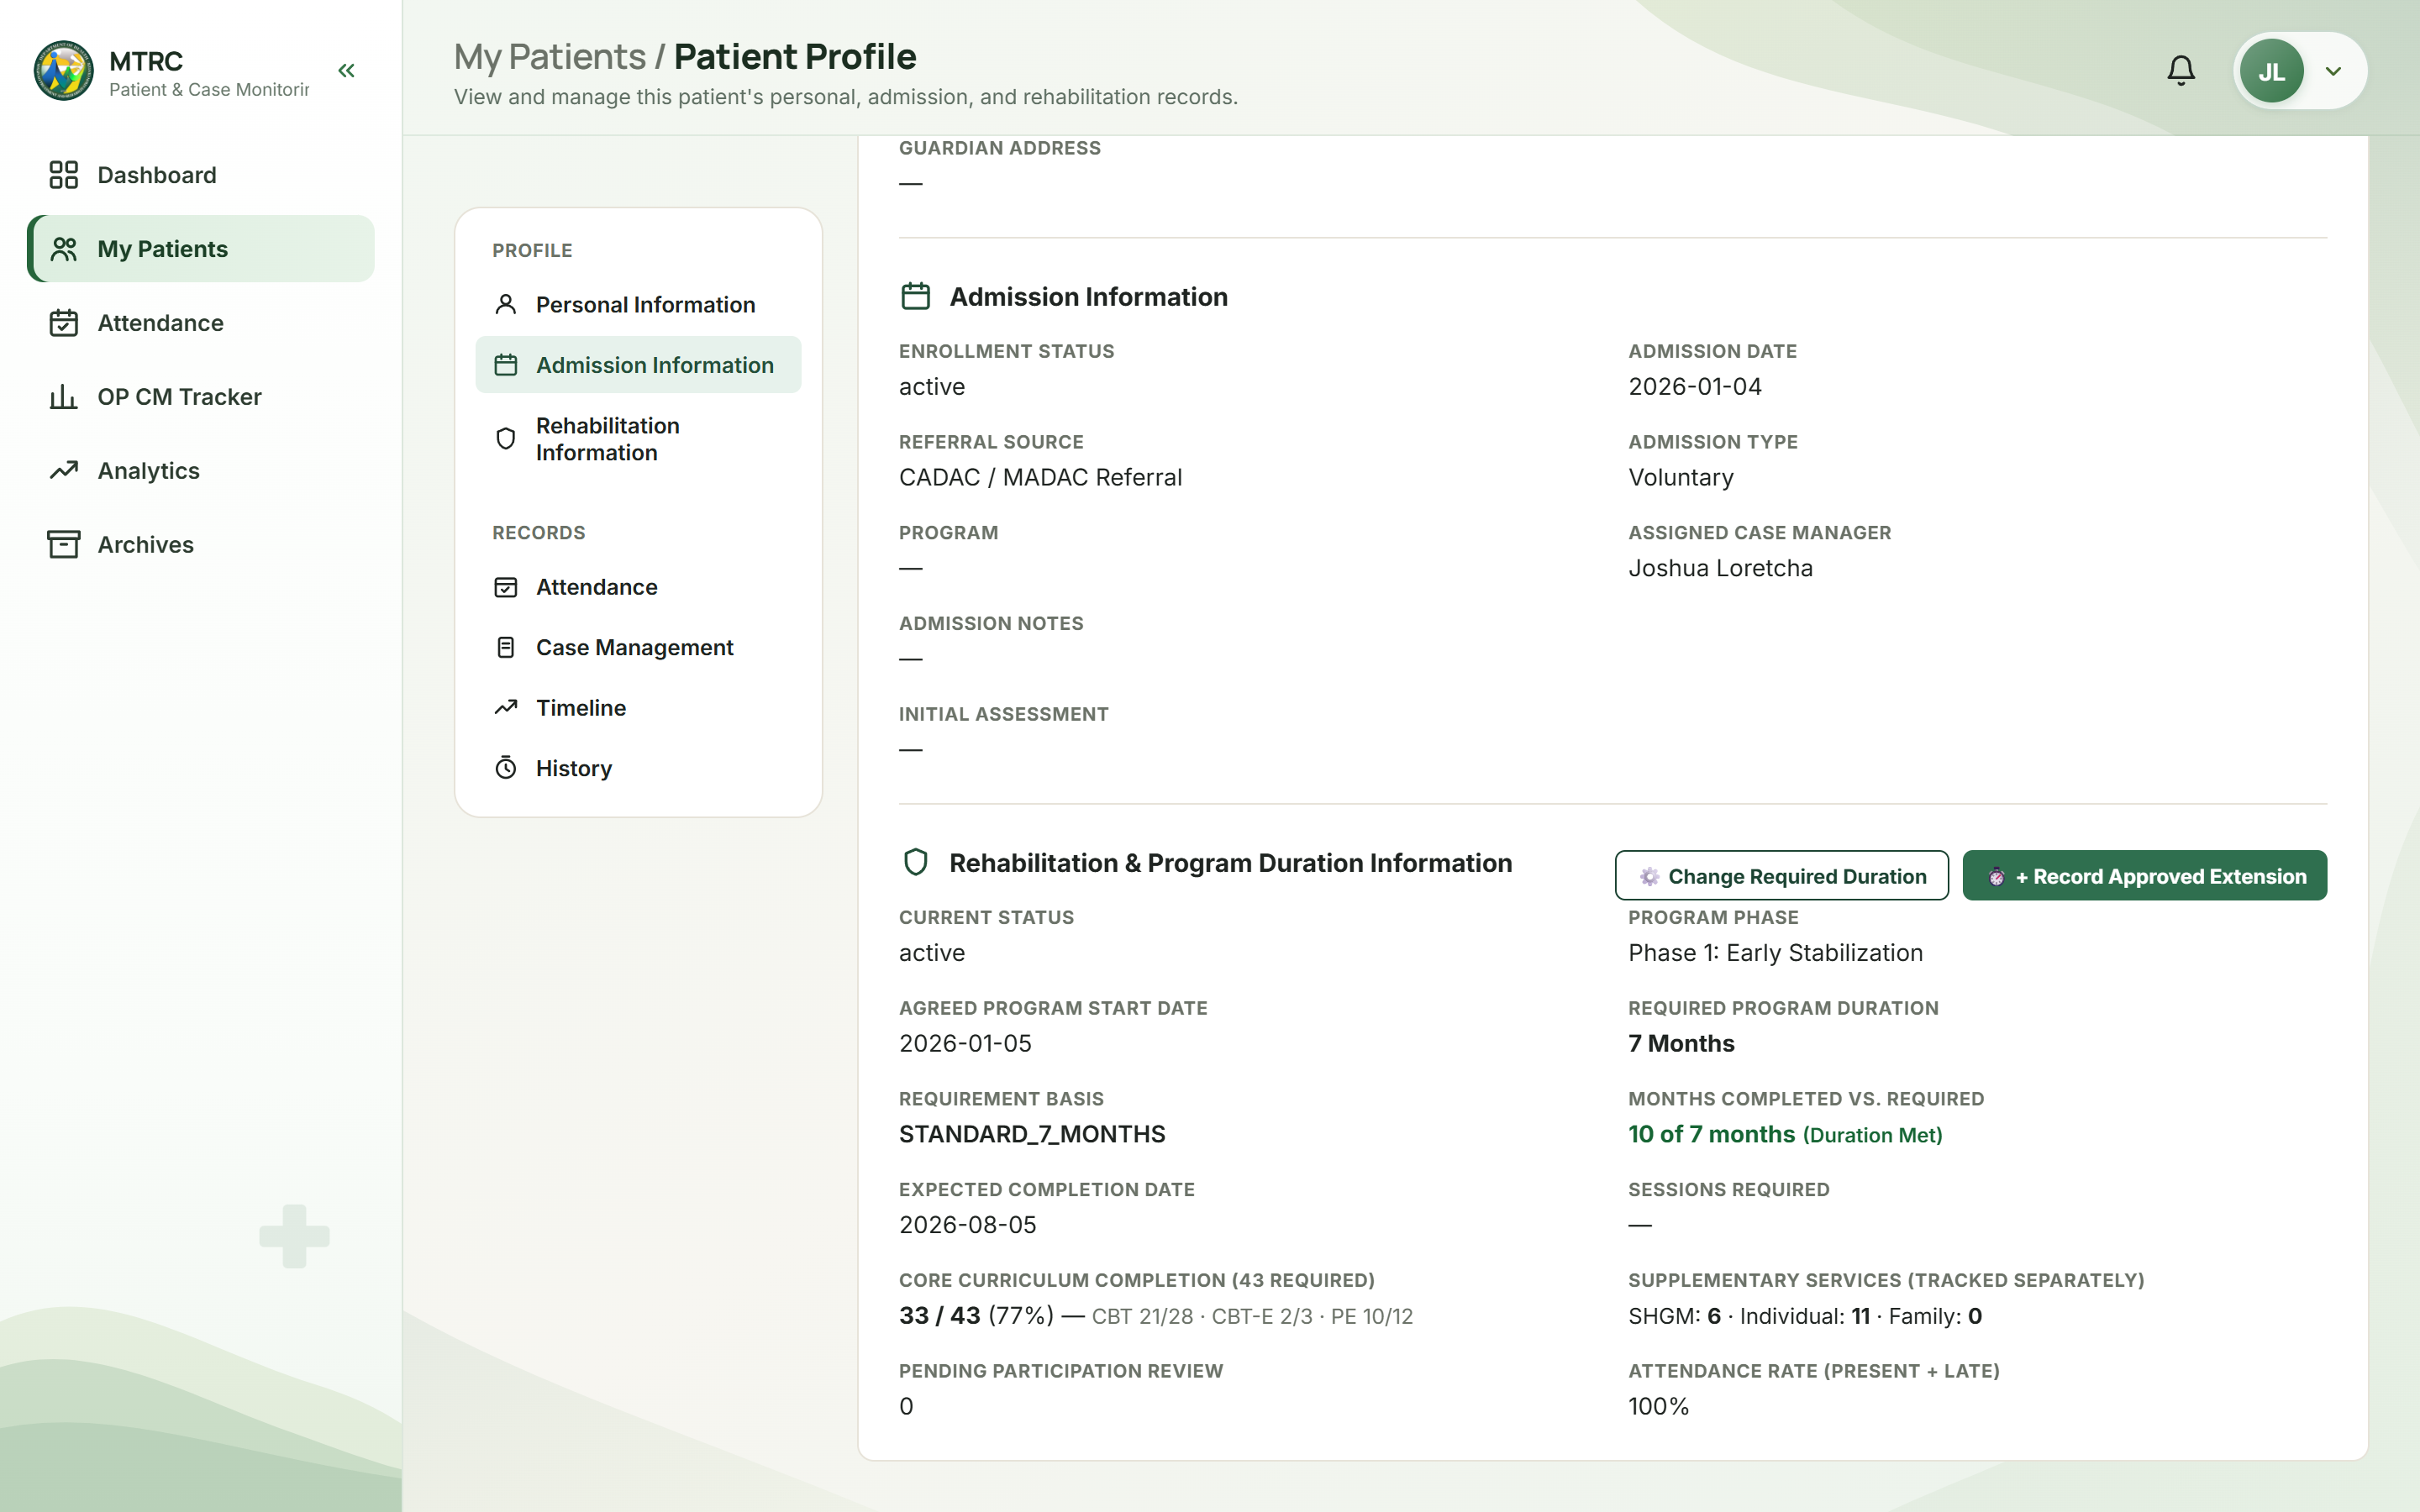 MTRC
Patient & Case Monitorin
Dashboard
My Patients
Attendance
OP CM Tracker
Analytics
Archives
My Patients / Patient Profile
View and manage this patient's personal, admission, and rehabilitation records.
JL
PROFILE
Personal Information
Admission Information
Rehabilitation
Information
RECORDS
Attendance
Case Management
Timeline
History
GUARDIAN ADDRESS
—
Admission Information
ENROLLMENT STATUS
active
ADMISSION DATE
2026-01-04
REFERRAL SOURCE
CADAC / MADAC Referral
ADMISSION TYPE
Voluntary
PROGRAM
—
ASSIGNED CASE MANAGER
Joshua Loretcha
ADMISSION NOTES
—
INITIAL ASSESSMENT
—
Rehabilitation & Program Duration Information
Change Required Duration
+ Record Approved Extension
CURRENT STATUS
active
PROGRAM PHASE
Phase 1: Early Stabilization
AGREED PROGRAM START DATE
2026-01-05
REQUIRED PROGRAM DURATION
7 Months
REQUIREMENT BASIS
STANDARD_7_MONTHS
MONTHS COMPLETED VS. REQUIRED
10 of 7 months (Duration Met)
EXPECTED COMPLETION DATE
2026-08-05
SESSIONS REQUIRED
—
CORE CURRICULUM COMPLETION (43 REQUIRED)
33 / 43 (77%) — CBT 21/28 · CBT-E 2/3 · PE 10/12
SUPPLEMENTARY SERVICES (TRACKED SEPARATELY)
SHGM: 6 · Individual: 11 · Family: 0
PENDING PARTICIPATION REVIEW
0
ATTENDANCE RATE (PRESENT + LATE)
100%